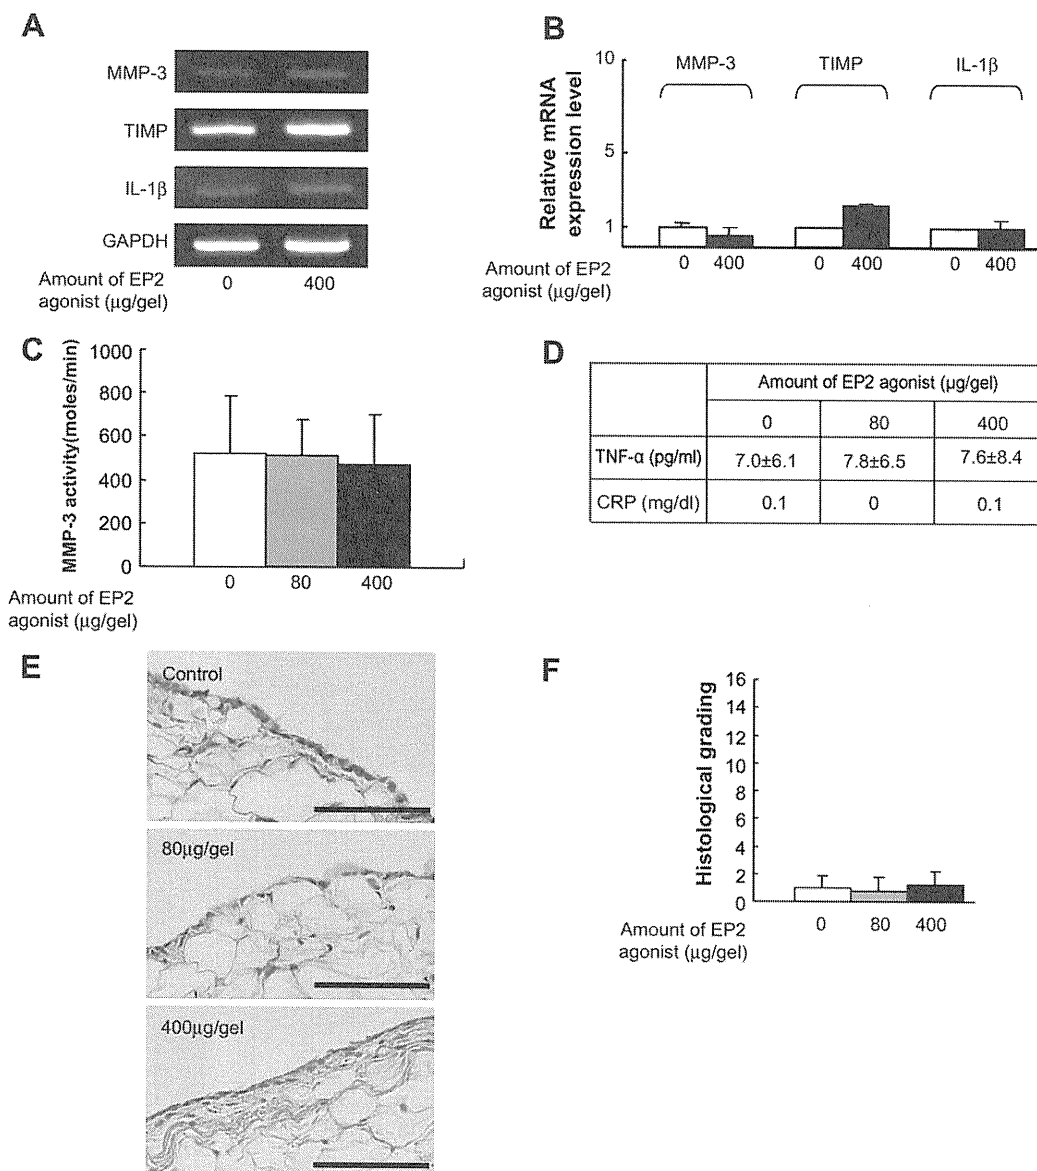 A
MMP-3
TIMP
IL-1β
GAPDH
Amount of EP2
agonist (μg/gel)
0
400
B
Relative mRNA
expression level
10
5
1
MMP-3
TIMP
IL-1β
0
400
0
400
0
400
Amount of EP2
agonist (μg/gel)
C
MMP-3 activity(moles/min)
1000
800
600
400
200
0
0
80
400
Amount of EP2
agonist (μg/gel)
D
Amount of EP2 agonist (μg/gel)
0
80
400
TNF-α (pg/ml)
7.0±6.1
7.8±6.5
7.6±8.4
CRP (mg/dl)
0.1
0
0.1
E
Control
80μg/gel
400μg/gel
F
Histological grading
16
14
12
10
8
6
4
2
0
0
80
400
Amount of EP2
agonist (μg/gel)